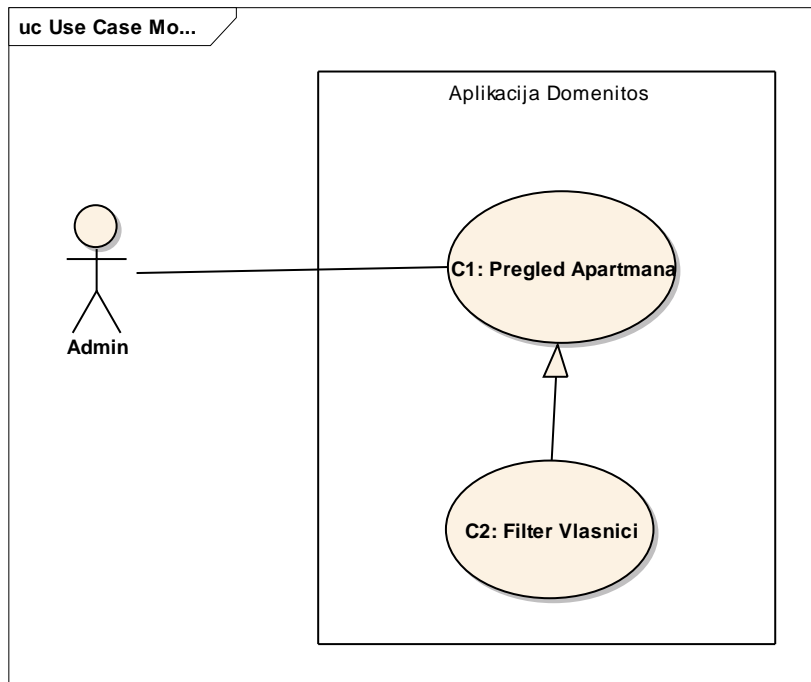 uc Use Case Mo...
Aplikacija Domenitos
C1: Pregled Apartmana
Admin
C2: Filter Vlasnici